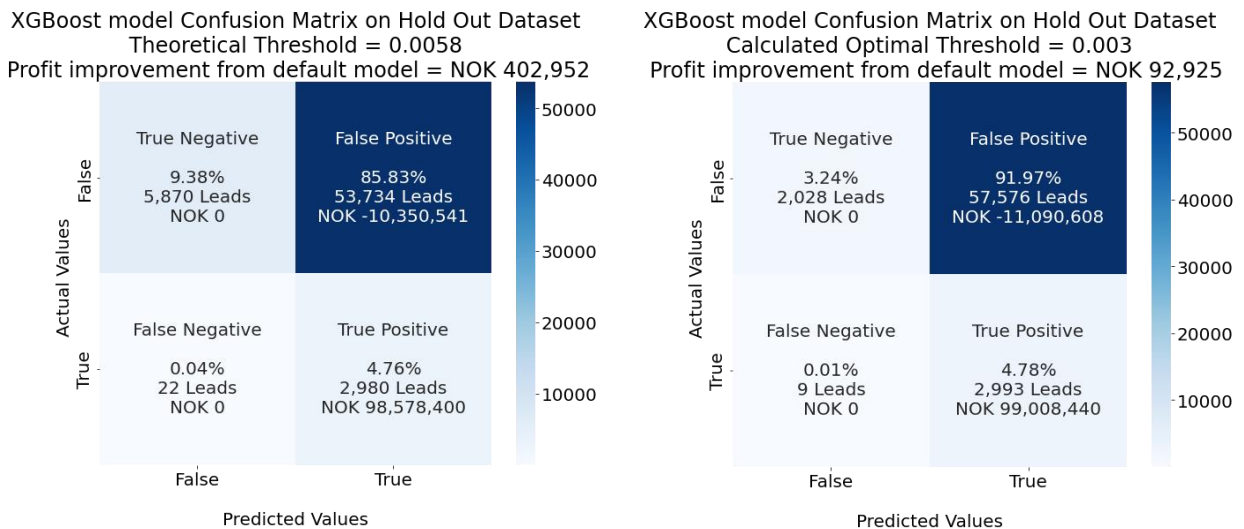 XGBoost model Confusion Matrix on Hold Out Dataset
Theoretical Threshold = 0.0058
Profit improvement from default model = NOK 402,952
True Negative
9.38%
5,870 Leads
NOK 0
False Positive
85.83%
53,734 Leads
NOK -10,350,541
False Negative
0.04%
22 Leads
NOK 0
True Positive
4.76%
2,980 Leads
NOK 98,578,400
Actual Values
False
True
False
True
Predicted Values
50000
40000
30000
20000
10000
XGBoost model Confusion Matrix on Hold Out Dataset
Calculated Optimal Threshold = 0.003
Profit improvement from default model = NOK 92,925
True Negative
3.24%
2,028 Leads
NOK 0
False Positive
91.97%
57,576 Leads
NOK -11,090,608
False Negative
0.01%
9 Leads
NOK 0
True Positive
4.78%
2,993 Leads
NOK 99,008,440
Actual Values
False
True
False
True
Predicted Values
50000
40000
30000
20000
10000